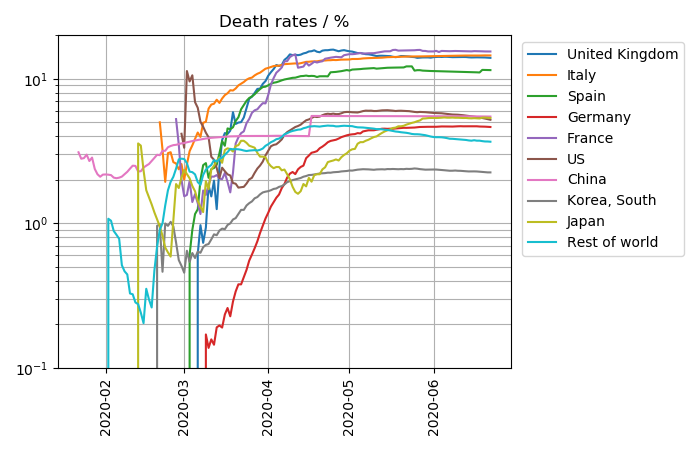 Death rates / %
10¹
10⁰
10⁻¹
2020-02
2020-03
2020-04
2020-05
2020-06
United Kingdom
Italy
Spain
Germany
France
US
China
Korea, South
Japan
Rest of world